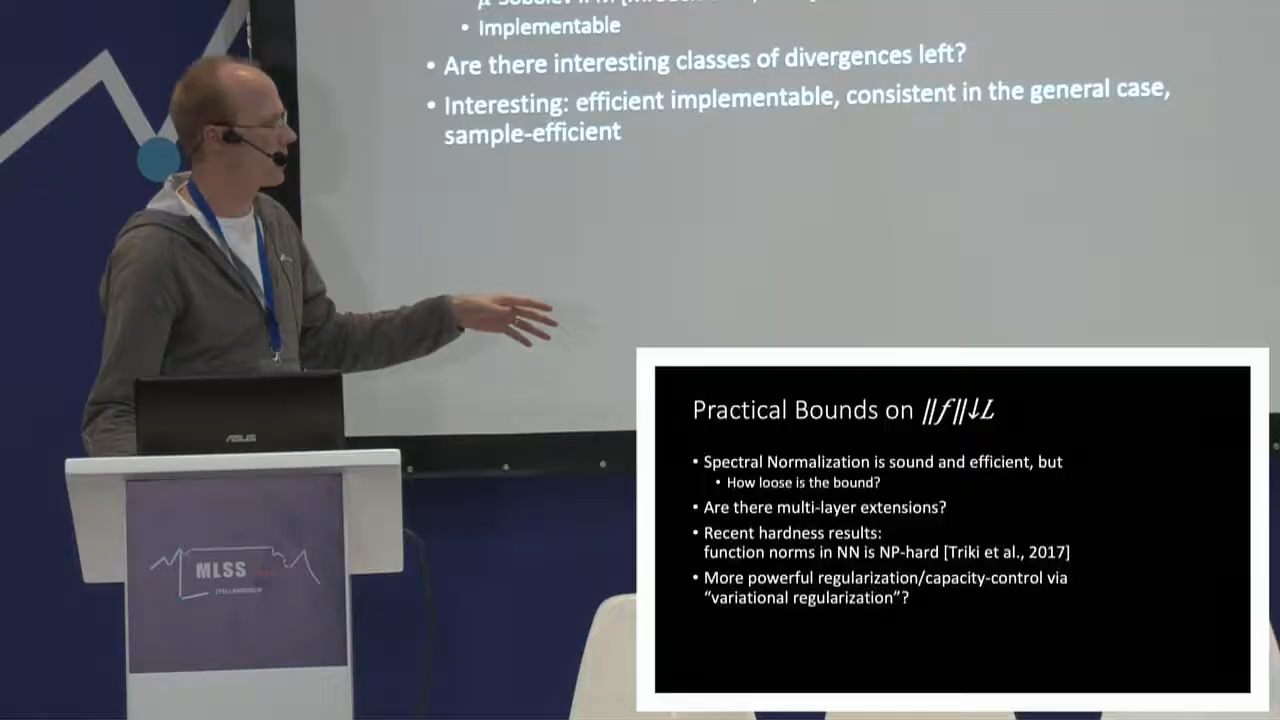 • Implementable
• Are there interesting classes of divergences left?
• Interesting: efficient implementable, consistent in the general case,
sample-efficient
ASUS
MLSS
Practical Bounds on ||f||↓L
• Spectral Normalization is sound and efficient, but
• How loose is the bound?
• Are there multi-layer extensions?
• Recent hardness results:
function norms in NN is NP-hard [Triki et al., 2017]
• More powerful regularization/capacity-control via
“variational regularization”?